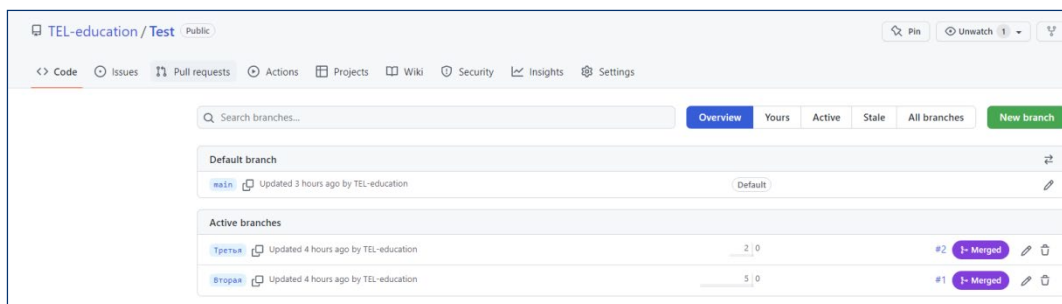 TEL-education / Test Public
Pin Unwatch 1
Code Issues Pull requests Actions Projects Wiki Security Insights Settings
Search branches... Overview Yours Active Stale All branches New branch
Default branch
main Updated 3 hours ago by TEL-education Default
Active branches
Третья Updated 4 hours ago by TEL-education 2 0 #2 Merged
Вторая Updated 4 hours ago by TEL-education 5 0 #1 Merged